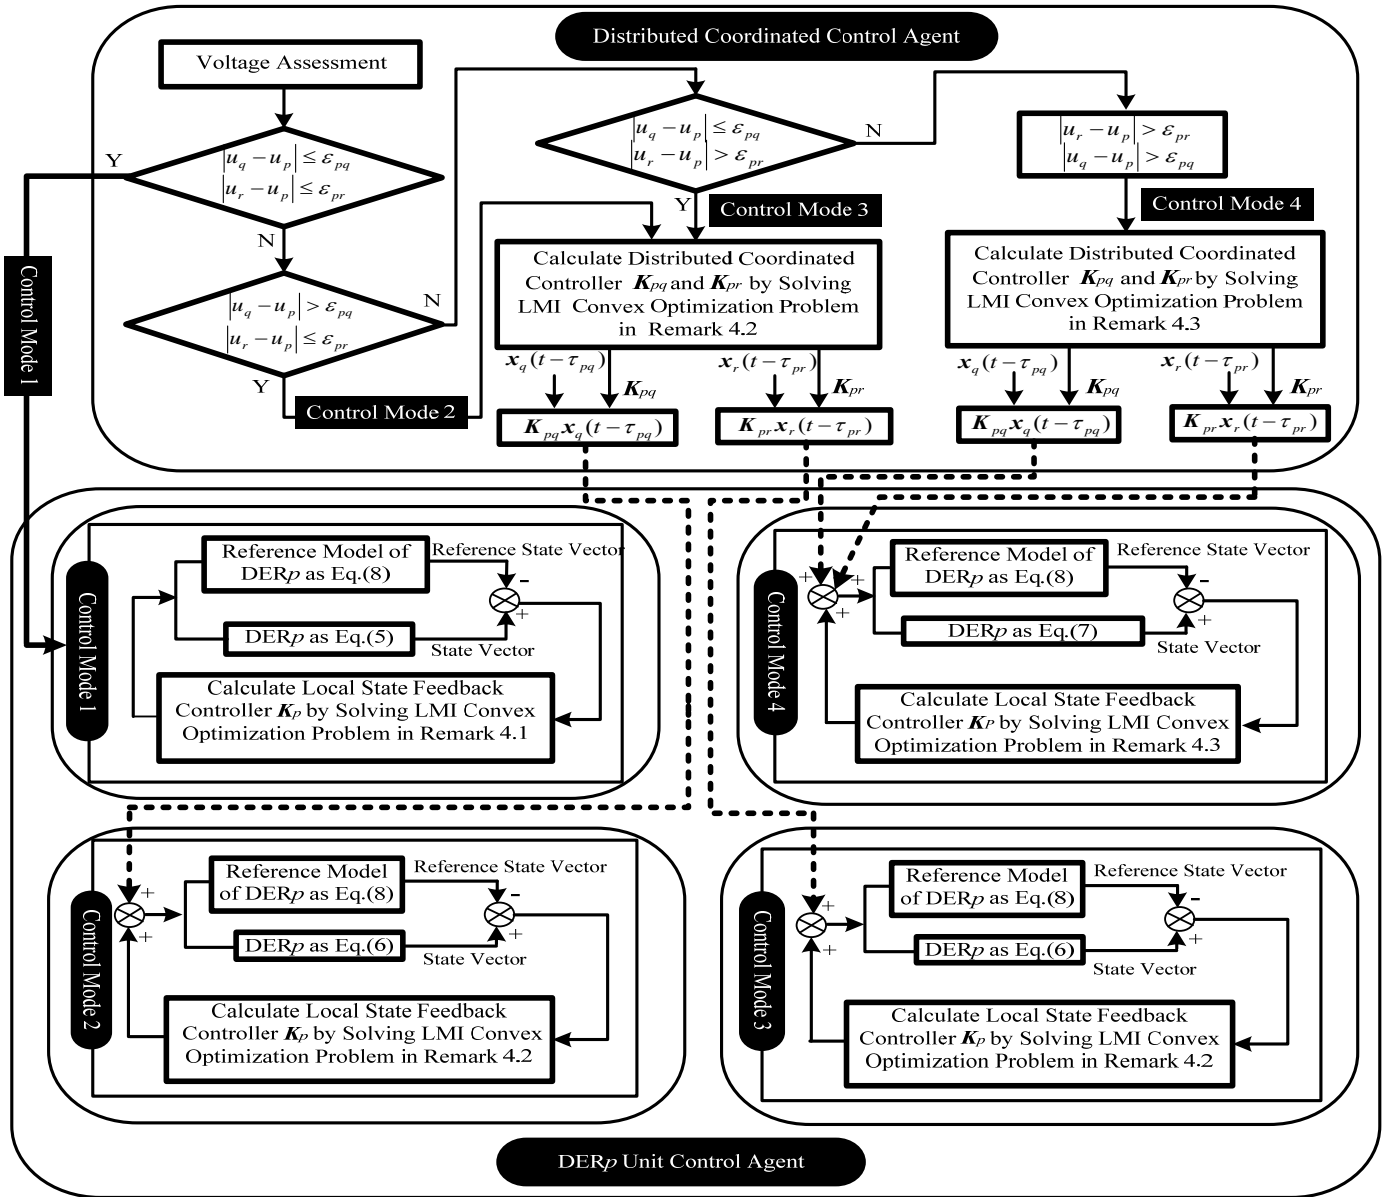 Distributed Coordinated Control Agent
Voltage Assessment
|u_q − u_p| ≤ ε_pq
|u_r − u_p| ≤ ε_pr
Y
N
Control Mode 1
|u_q − u_p| > ε_pq
|u_r − u_p| ≤ ε_pr
N
Y
Control Mode 2
|u_q − u_p| ≤ ε_pq
|u_r − u_p| > ε_pr
N
Y
Control Mode 3
|u_r − u_p| > ε_pr
|u_q − u_p| > ε_pq
Control Mode 4
Calculate Distributed Coordinated
Controller K_pq and K_pr by Solving
LMI Convex Optimization Problem
in Remark 4.2
x_q(t − τ_pq)
K_pq
x_r(t − τ_pr)
K_pr
K_pq x_q(t − τ_pq)
K_pr x_r(t − τ_pr)
Calculate Distributed Coordinated
Controller K_pq and K_pr by Solving
LMI Convex Optimization Problem
in Remark 4.3
x_q(t − τ_pq)
K_pq
x_r(t − τ_pr)
K_pr
K_pq x_q(t − τ_pq)
K_pr x_r(t − τ_pr)
Control Mode 1
Reference Model of
DERp as Eq.(8)
Reference State Vector
-
+
DERp as Eq.(5)
State Vector
Calculate Local State Feedback
Controller K_p by Solving LMI Convex
Optimization Problem in Remark 4.1
Control Mode 4
+
+
+
Reference Model of
DERp as Eq.(8)
Reference State Vector
-
+
DERp as Eq.(7)
State Vector
Calculate Local State Feedback
Controller K_P by Solving LMI Convex
Optimization Problem in Remark 4.3
Control Mode 2
+
+
Reference Model
of DERp as Eq.(8)
Reference State Vector
-
+
DERp as Eq.(6)
State Vector
Calculate Local State Feedback
Controller K_p by Solving LMI Convex
Optimization Problem in Remark 4.2
Control Mode 3
+
+
Reference Model
of DERp as Eq.(8)
Reference State Vector
-
+
DERp as Eq.(6)
State Vector
Calculate Local State Feedback
Controller K_p by Solving LMI Convex
Optimization Problem in Remark 4.2
DERp Unit Control Agent